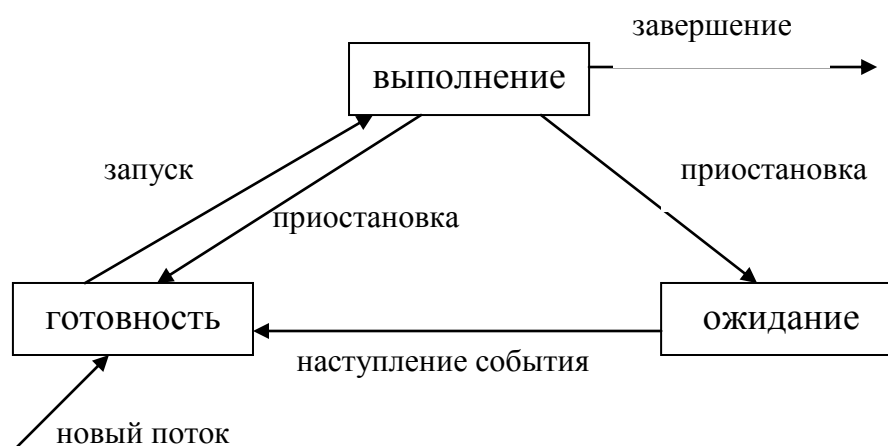 завершение
выполнение
запуск
приостановка
приостановка
готовность
ожидание
наступление события
новый поток